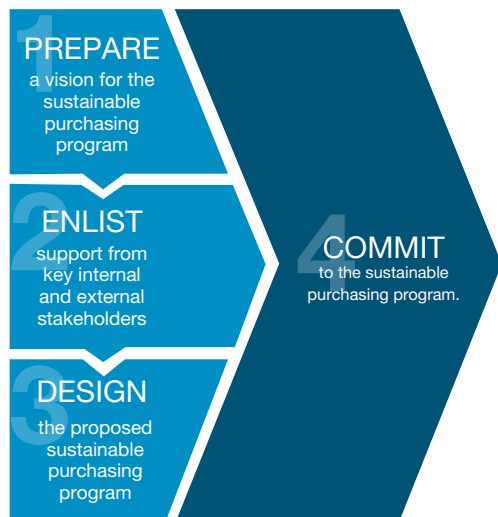 1
PREPARE
a vision for the
sustainable
purchasing
program
2
ENLIST
support from
key internal
and external
stakeholders
3
DESIGN
the proposed
sustainable
purchasing
program
4
COMMIT
to the sustainable
purchasing program.